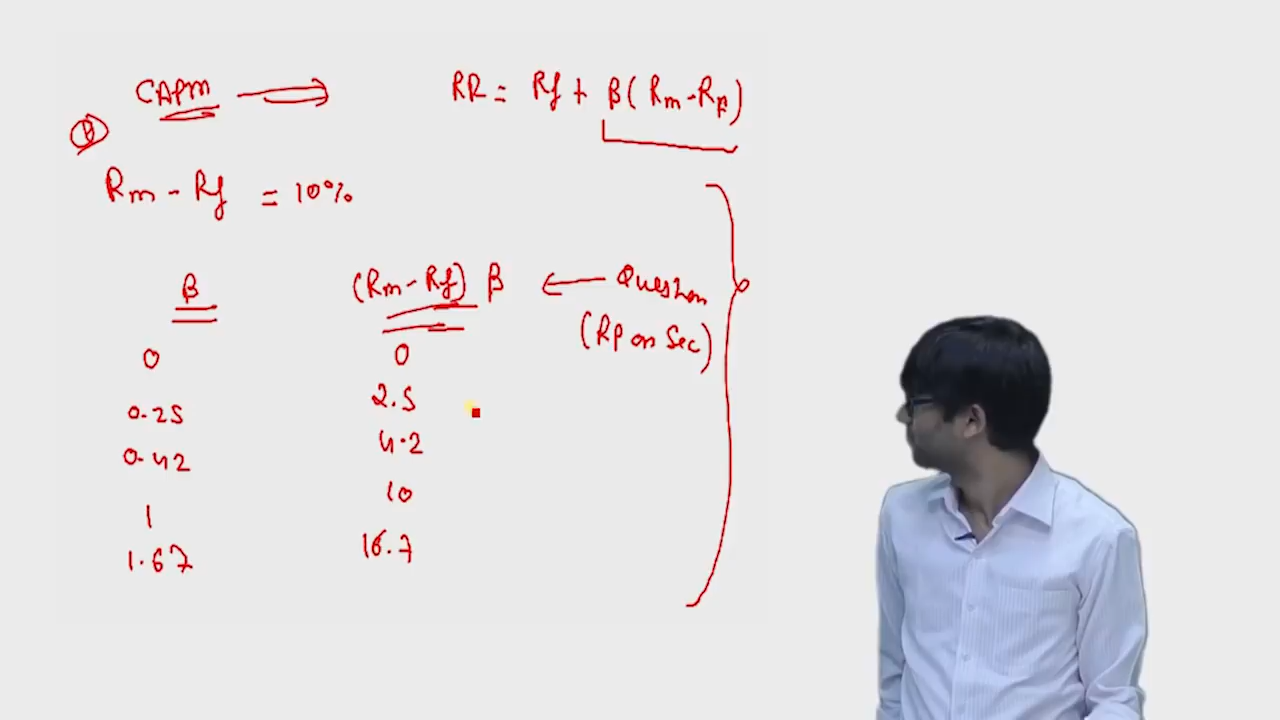 CAPM → RR = Rf + β(Rm-Rf)
①
Rm - Rf = 10%
β (Rm-Rf) β ← Question
(RP on Sec)
0 0
0.25 2.5
0.42 4.2
1 10
1.67 16.7